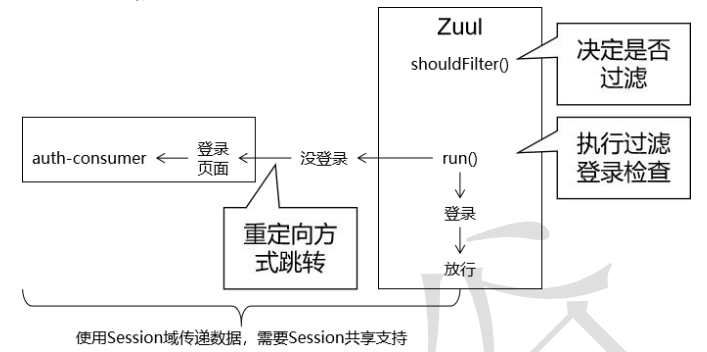 Zuul
shouldFilter()
决定是否
过滤
auth-consumer
登录
页面
没登录
run()
执行过滤
登录检查
登录
重定向方
式跳转
放行
使用Session域传递数据，需要Session共享支持